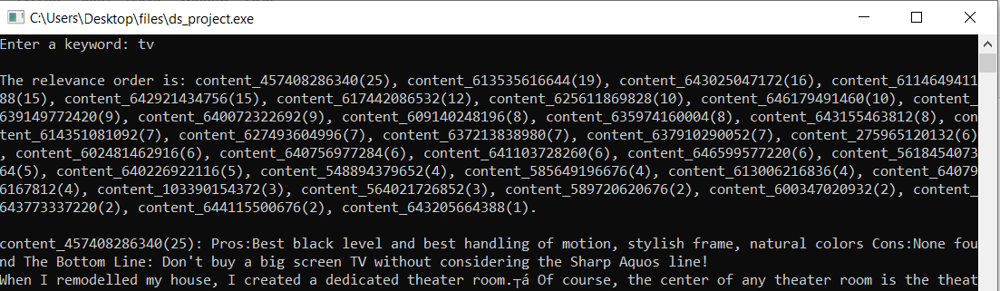 C:\Users\Desktop\files\ds_project.exe
Enter a keyword: tv
The relevance order is: content_457408286340(25), content_613535616644(19), content_643025047172(16), content_6114649411
88(15), content_642921434756(15), content_617442086532(12), content_625611869828(10), content_646179491460(10), content_
639149772420(9), content_640072322692(9), content_609140248196(8), content_635974160004(8), content_643155463812(8), con
tent_614351081092(7), content_627493604996(7), content_637213838980(7), content_637910290052(7), content_275965120132(6)
, content_602481462916(6), content_640756977284(6), content_641103728260(6), content_646599577220(6), content_5618454073
64(5), content_640226922116(5), content_548894379652(4), content_585649196676(4), content_613006216836(4), content_64079
6167812(4), content_103390154372(3), content_564021726852(3), content_589720620676(2), content_600347020932(2), content_
643773337220(2), content_644115500676(2), content_643205664388(1).
content_457408286340(25): Pros:Best black level and best handling of motion, stylish frame, natural colors Cons:None fou
nd The Bottom Line: Don't buy a big screen TV without considering the Sharp Aquos line!
When I remodelled my house, I created a dedicated theater room.┬á Of course, the center of any theater room is the theat